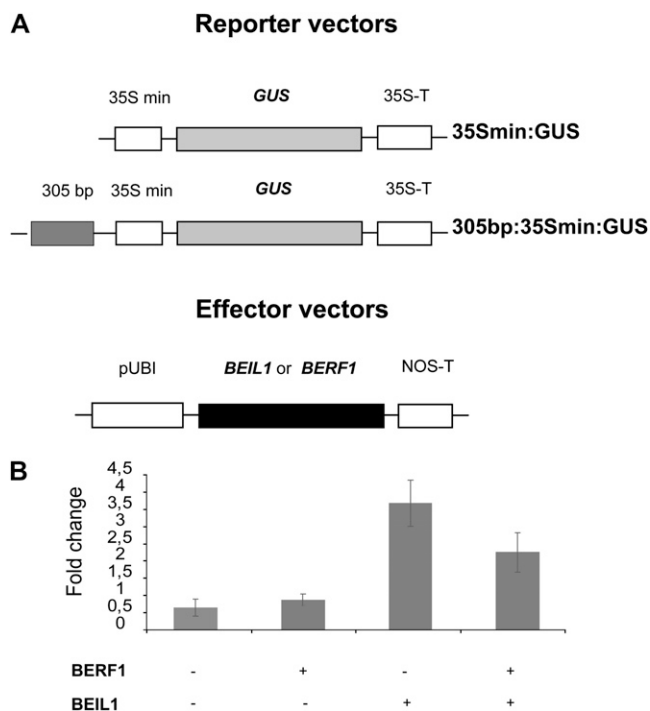 A
Reporter vectors
35S min GUS 35S-T
35Smin:GUS
305 bp 35S min GUS 35S-T
305bp:35Smin:GUS
Effector vectors
pUBI BEIL1 or BERF1 NOS-T
B
Fold change
4,5
4
3,5
3
2,5
2
1,5
1
0,5
0
BERF1 - + - +
BEIL1 - - + +